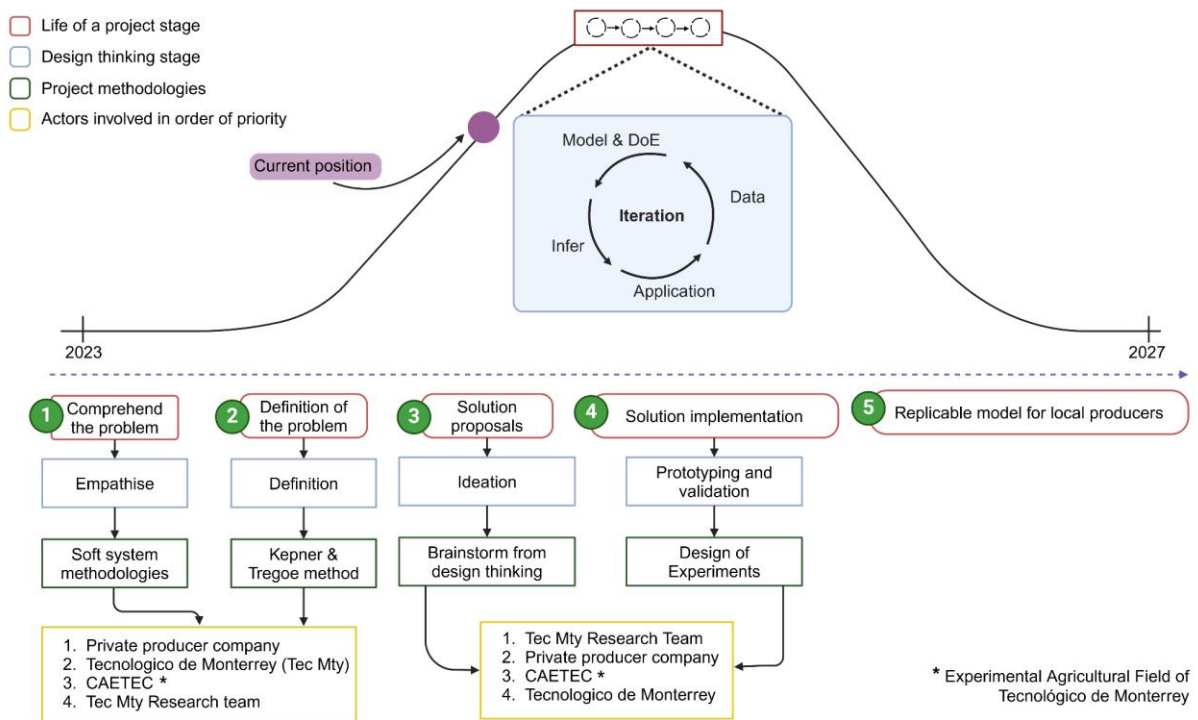 Life of a project stage
Design thinking stage
Project methodologies
Actors involved in order of priority
Current position
Model & DoE
Data
Iteration
Infer
Application
2023
2027
1
Comprehend
the problem
2
Definition of
the problem
3
Solution
proposals
4
Solution implementation
5
Replicable model for local producers
Empathise
Definition
Ideation
Prototyping and
validation
Soft system
methodologies
Kepner &
Tregoe method
Brainstorm from
design thinking
Design of
Experiments
1. Private producer company
2. Tecnologico de Monterrey (Tec Mty)
3. CAETEC *
4. Tec Mty Research team
1. Tec Mty Research Team
2. Private producer company
3. CAETEC *
4. Tecnologico de Monterrey
* Experimental Agricultural Field of
Tecnológico de Monterrey